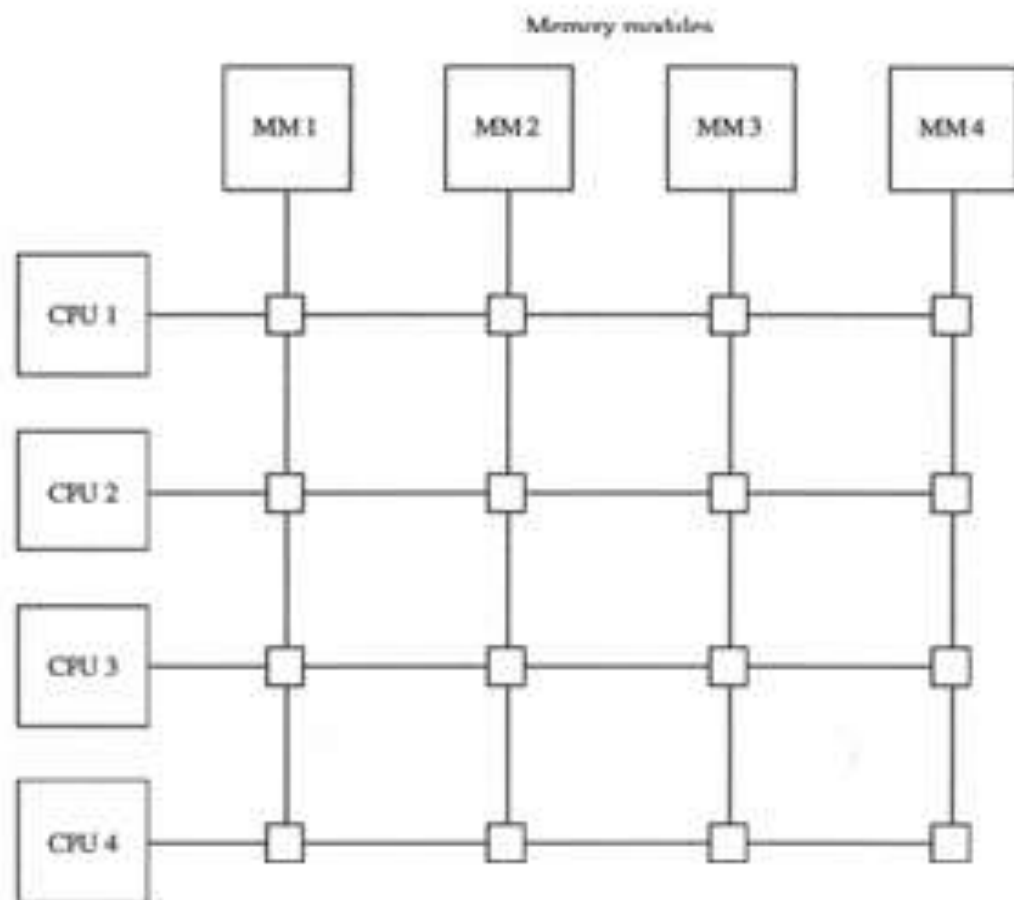 Memory modules
MM 1
MM 2
MM 3
MM 4
CPU 1
CPU 2
CPU 3
CPU 4